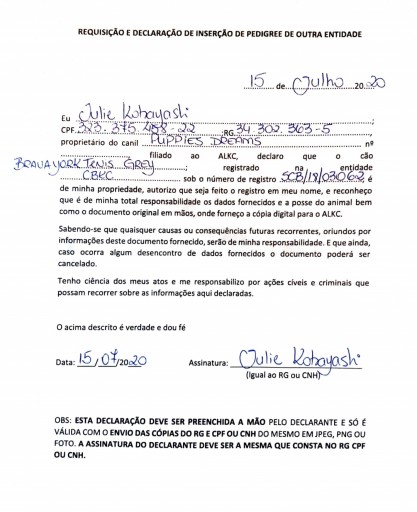 REQUISIÇÃO E DECLARAÇÃO DE INSERÇÃO DE PEDIGREE DE OUTRA ENTIDADE
15 de Julho 20 20
Eu Julie Kobayashi;
CPF. 323.375.488-22 ;RG. 34 302 363-5,
proprietário do canil PUPPIES DREAMS nº
............... filiado ao ALKC, declaro que o cão
BRAVA YORK TENIS GREY ; registrado na entidade
CBKC sob o número de registro SCB/18/03062, é
de minha propriedade, autorizo que seja feito o registro em meu nome, e reconheço
que é de minha total responsabilidade os dados fornecidos e a posse do animal bem
como o documento original em mãos, onde forneço a cópia digital para o ALKC.
Sabendo-se que quaisquer causas ou consequências futuras recorrentes, oriundos por
informações deste documento fornecido, serão de minha responsabilidade. E que ainda,
caso ocorra algum desencontro de dados fornecidos o documento poderá ser
cancelado.
Tenho ciência dos meus atos e me responsabilizo por ações cíveis e criminais que
possam recorrer sobre as informações aqui declaradas.
O acima descrito é verdade e dou fé
Data: 15/07/2020 Assinatura: Julie Kobayashi
(Igual ao RG ou CNH)
OBS: ESTA DECLARAÇÃO DEVE SER PREENCHIDA A MÃO PELO DECLARANTE E SÓ É
VÁLIDA COM O ENVIO DAS CÓPIAS DO RG E CPF OU CNH DO MESMO EM JPEG, PNG OU
FOTO. A ASSINATURA DO DECLARANTE DEVE SER A MESMA QUE CONSTA NO RG CPF
OU CNH.